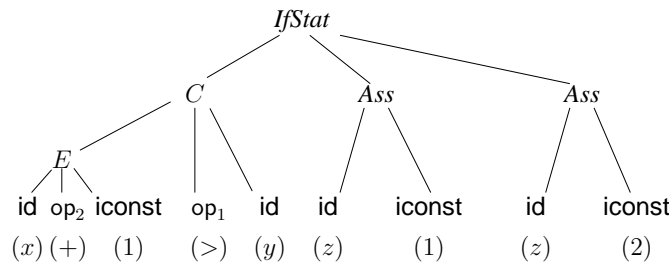 IfStat
C Ass Ass
E
id op₂ iconst op₁ id id iconst id iconst
(x) (+) (1) (>) (y) (z) (1) (z) (2)